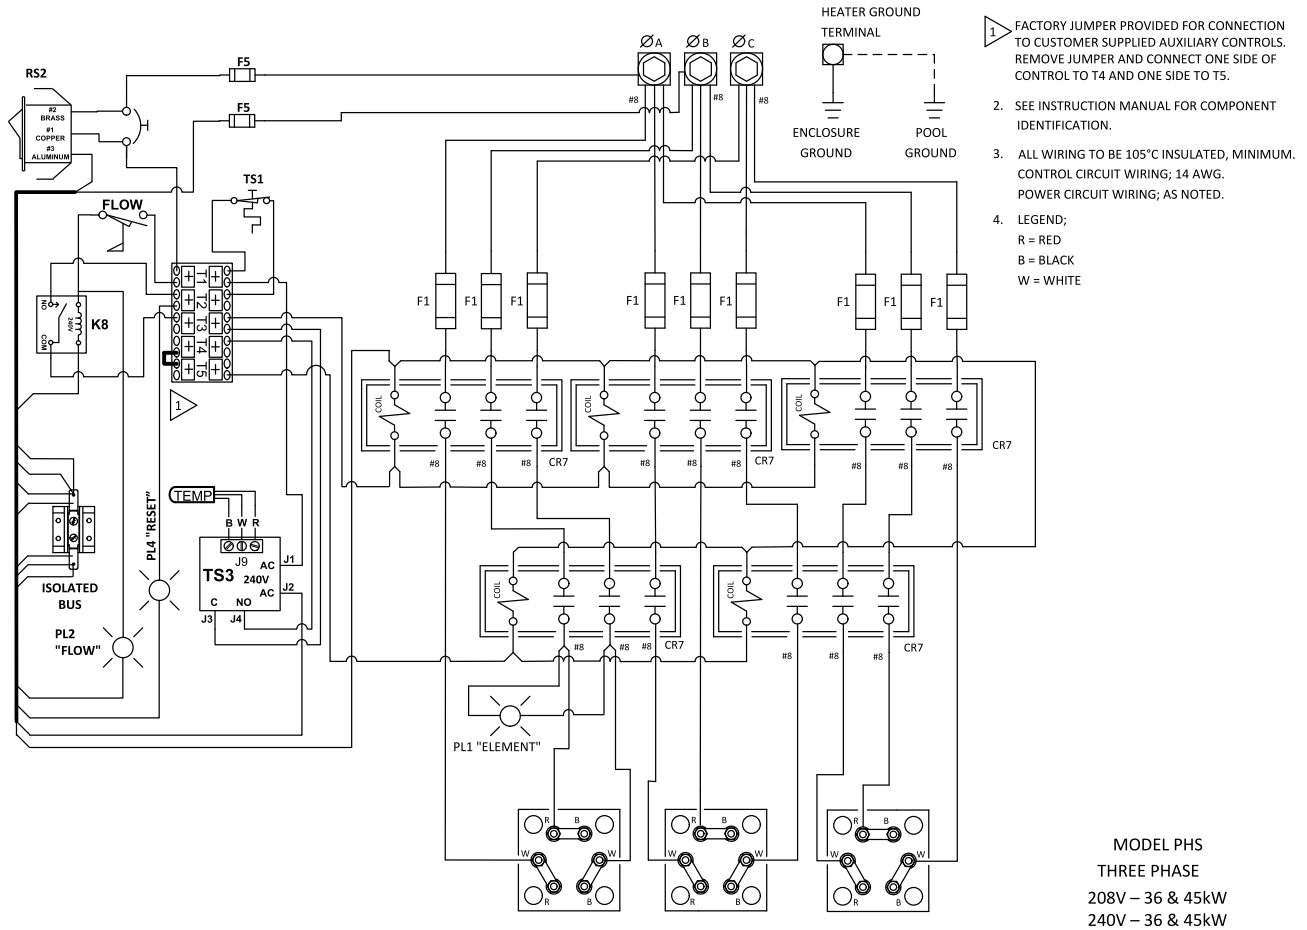 HEATER GROUND
TERMINAL
ENCLOSURE
GROUND
POOL
GROUND
1 FACTORY JUMPER PROVIDED FOR CONNECTION
TO CUSTOMER SUPPLIED AUXILIARY CONTROLS.
REMOVE JUMPER AND CONNECT ONE SIDE OF
CONTROL TO T4 AND ONE SIDE TO T5.
2. SEE INSTRUCTION MANUAL FOR COMPONENT
IDENTIFICATION.
3. ALL WIRING TO BE 105°C INSULATED, MINIMUM.
CONTROL CIRCUIT WIRING; 14 AWG.
POWER CIRCUIT WIRING; AS NOTED.
4. LEGEND;
R = RED
B = BLACK
W = WHITE
ØA ØB ØC
#8 #8 #8
F5
F5
RS2
#2
BRASS
#1
COPPER
#3
ALUMINUM
TS1
FLOW
T1
T2
T3
T4
T5
NO
240V
COM
K8
1
F1 F1 F1 F1 F1 F1 F1 F1 F1
COIL COIL COIL
#8 CR7 #8 CR7 #8 #8 #8 CR7
TEMP
B W R
J9
TS3
AC
240V
AC
C NO
J1
J2
J3 J4
PL4 "RESET"
ISOLATED
BUS
PL2
"FLOW"
COIL COIL
#8 #8 #8 CR7 #8 #8 #8 CR7
PL1 "ELEMENT"
R B
W W
R B
R B
W W
R B
R B
W W
R B
MODEL PHS
THREE PHASE
208V – 36 & 45kW
240V – 36 & 45kW